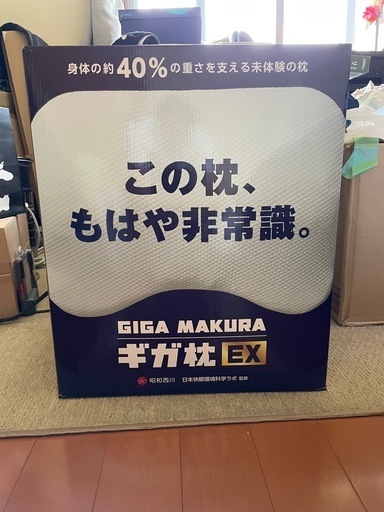 身体の約40%の重さを支える未体験の枕
この枕、
もはや非常識。
GIGA MAKURA
ギガ枕 EX
昭和西川 日本快眠環境科学ラボ 監修